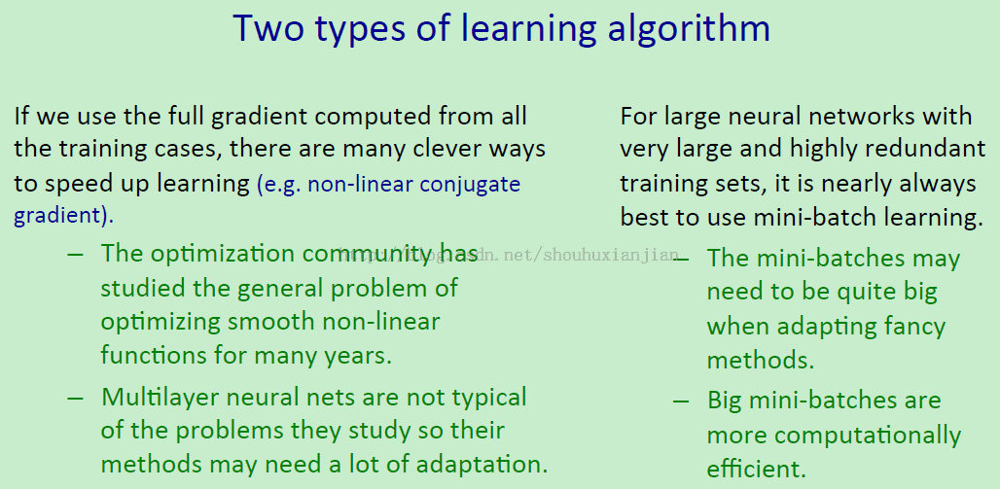 Two types of learning algorithm
If we use the full gradient computed from all
the training cases, there are many clever ways
to speed up learning (e.g. non-linear conjugate
gradient).
– The optimization community has
studied the general problem of
optimizing smooth non-linear
functions for many years.
– Multilayer neural nets are not typical
of the problems they study so their
methods may need a lot of adaptation.
For large neural networks with
very large and highly redundant
training sets, it is nearly always
best to use mini-batch learning.
– The mini-batches may
need to be quite big
when adapting fancy
methods.
– Big mini-batches are
more computationally
efficient.
http://blog.csdn.net/shouhuxianjian